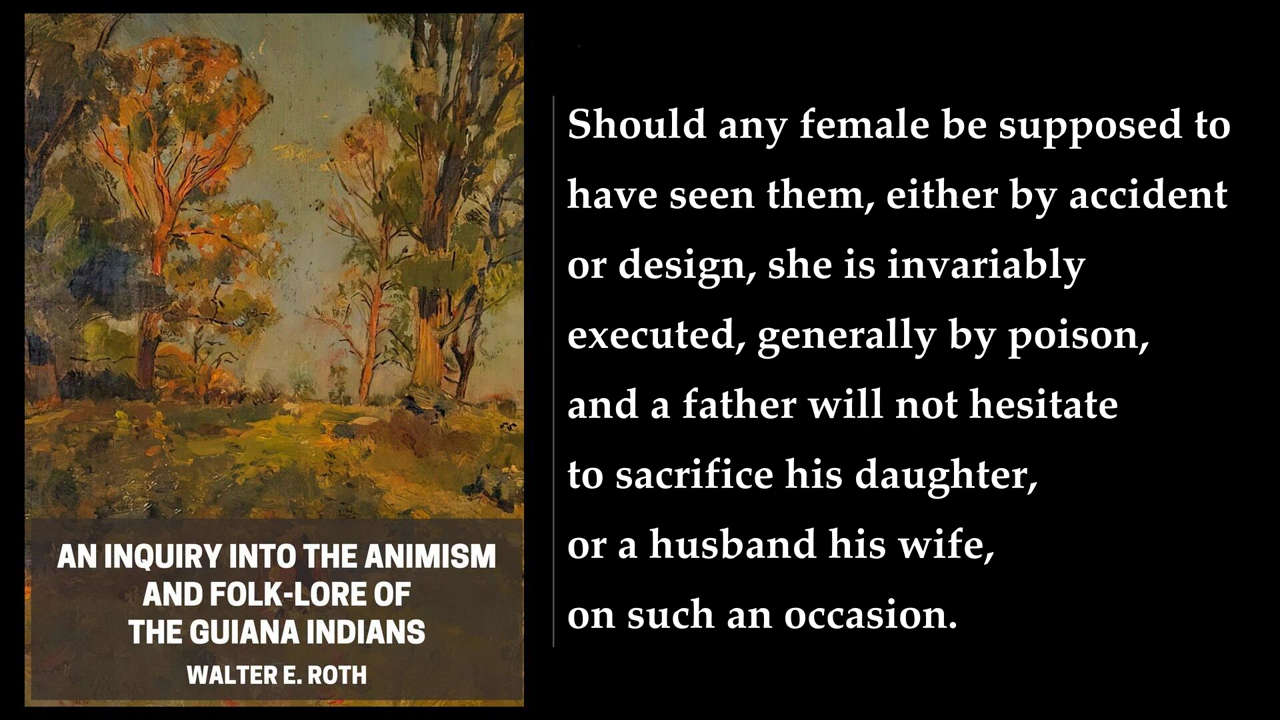 AN INQUIRY INTO THE ANIMISM
AND FOLK-LORE OF
THE GUIANA INDIANS
WALTER E. ROTH
Should any female be supposed to
have seen them, either by accident
or design, she is invariably
executed, generally by poison,
and a father will not hesitate
to sacrifice his daughter,
or a husband his wife,
on such an occasion.